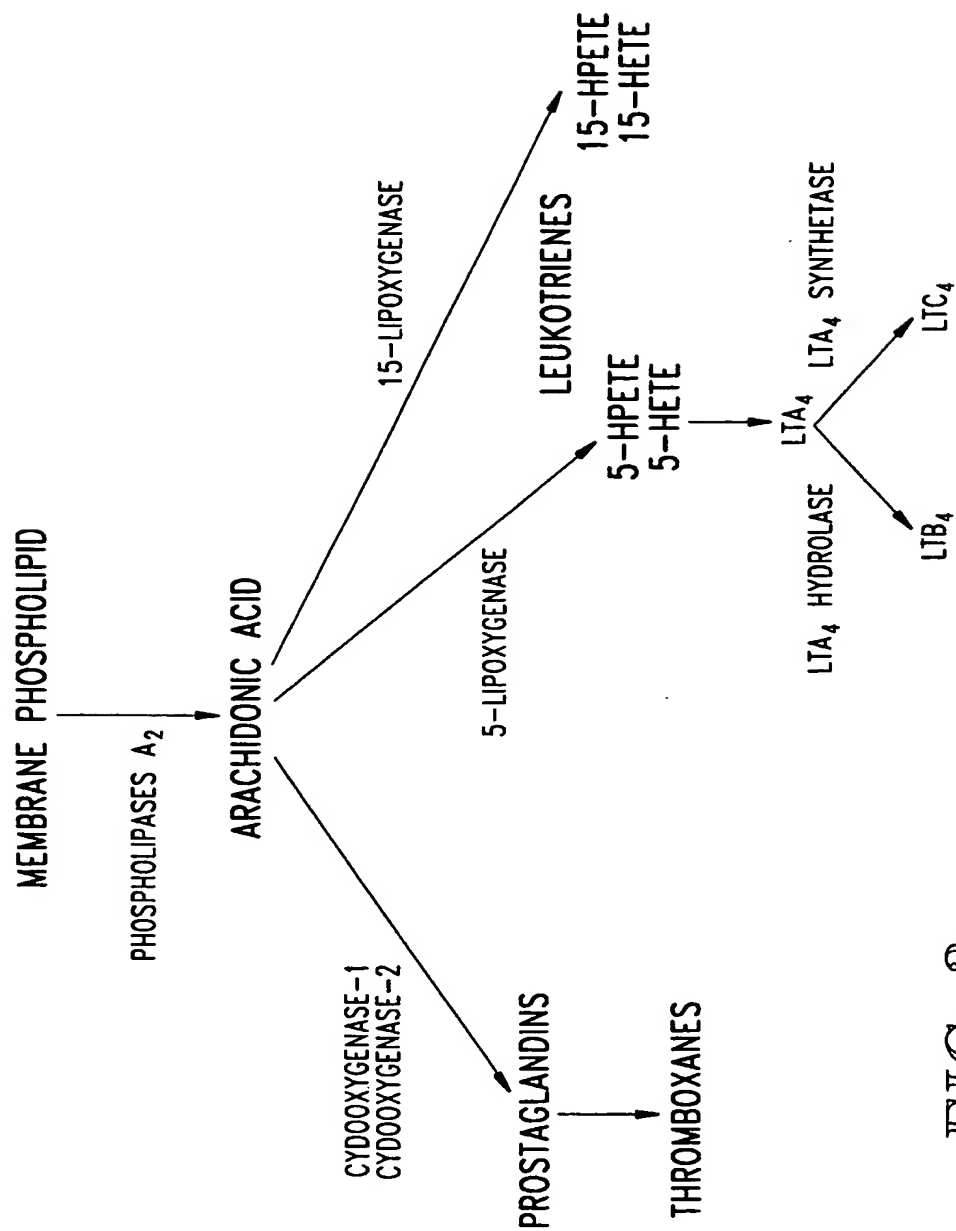 MEMBRANE PHOSPHOLIPID
PHOSPHOLIPASES A₂
ARACHIDONIC ACID
CYDOOXYGENASE-1
CYDOOXYGENASE-2
5-LIPOXYGENASE
15-LIPOXYGENASE
PROSTAGLANDINS
THROMBOXANES
LEUKOTRIENES
5-HPETE
5-HETE
15-HPETE
15-HETE
LTA₄
LTA₄ HYDROLASE
LTA₄ SYNTHETASE
LTB₄
LTC₄